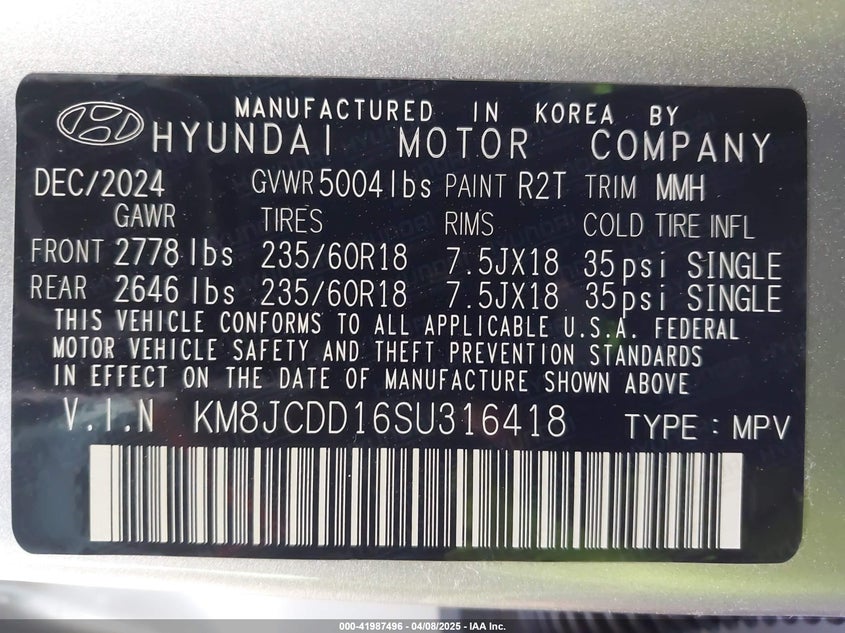 MANUFACTURED IN KOREA BY
HYUNDAI MOTOR COMPANY
DEC/2024 GVWR 5004 lbs PAINT R2T TRIM MMH
GAWR TIRES RIMS COLD TIRE INFL
FRONT 2778 lbs 235/60R18 7.5JX18 35psi SINGLE
REAR 2646 lbs 235/60R18 7.5JX18 35psi SINGLE
THIS VEHICLE CONFORMS TO ALL APPLICABLE U.S.A. FEDERAL
MOTOR VEHICLE SAFETY AND THEFT PREVENTION STANDARDS
IN EFFECT ON THE DATE OF MANUFACTURE SHOWN ABOVE
V.I.N KM8JCDD16SU316418 TYPE : MPV
000-41987496 - 04/08/2025 - IAA Inc.